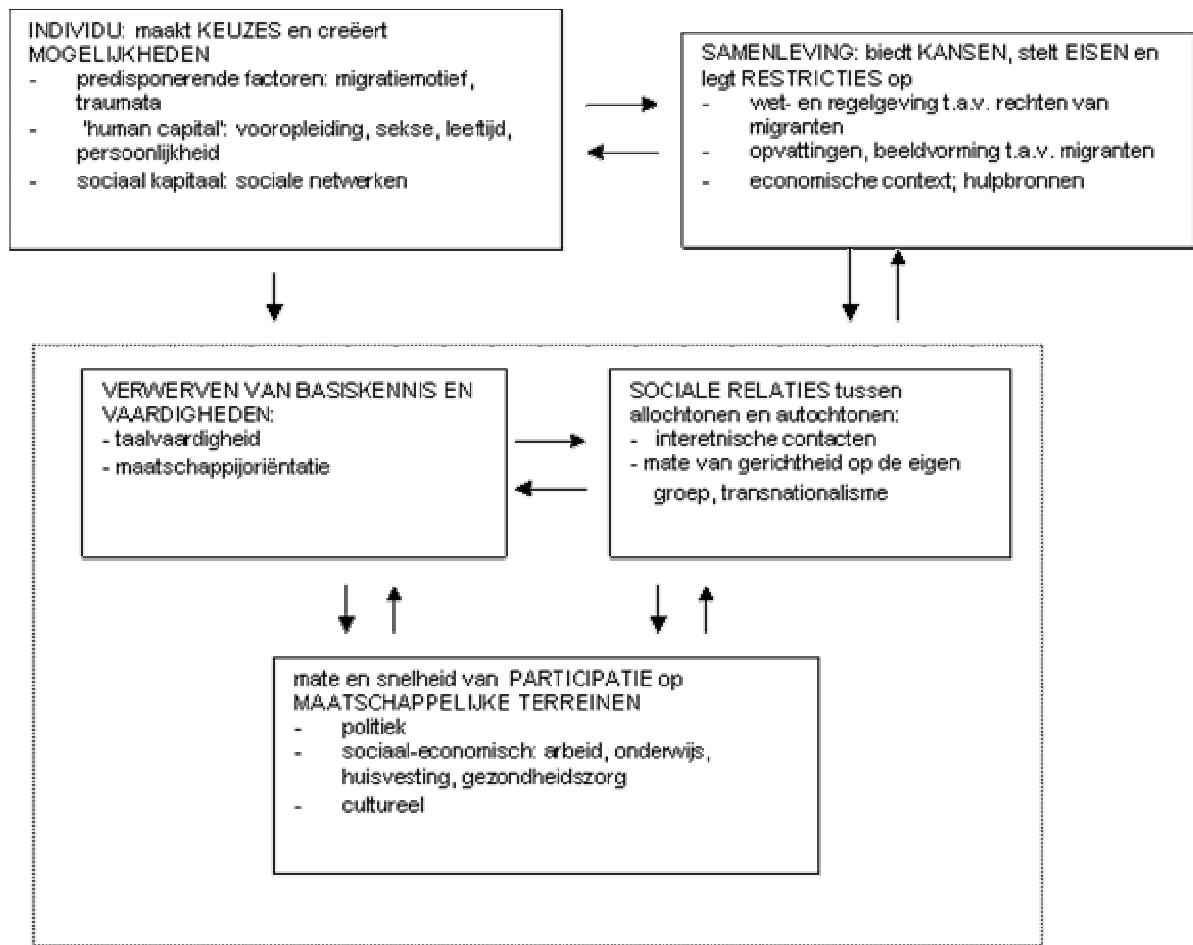 INDIVIDU: maakt KEUZES en creëert
MOGELIJKHEDEN
- predisponerende factoren: migratiemotief,
traumata
- 'human capital': vooropleiding, sekse, leeftijd,
persoonlijkheid
- sociaal kapitaal: sociale netwerken
SAMENLEVING: biedt KANSEN, stelt EISEN en
legt RESTRICTIES op
- wet- en regelgeving t.a.v. rechten van
migranten
- opvattingen, beeldvorming t.a.v. migranten
- economische context; hulpbronnen
VERWERVEN VAN BASISKENNIS EN
VAARDIGHEDEN:
- taalvaardigheid
- maatschappijoriëntatie
SOCIALE RELATIES tussen
allochtonen en autochtonen:
- interetnische contacten
- mate van gerichtheid op de eigen
groep, transnationalisme
mate en snelheid van PARTICIPATIE op
MAATSCHAPPELIJKE TERREINEN
- politiek
- sociaal-economisch: arbeid, onderwijs,
huisvesting, gezondheidszorg
- cultureel